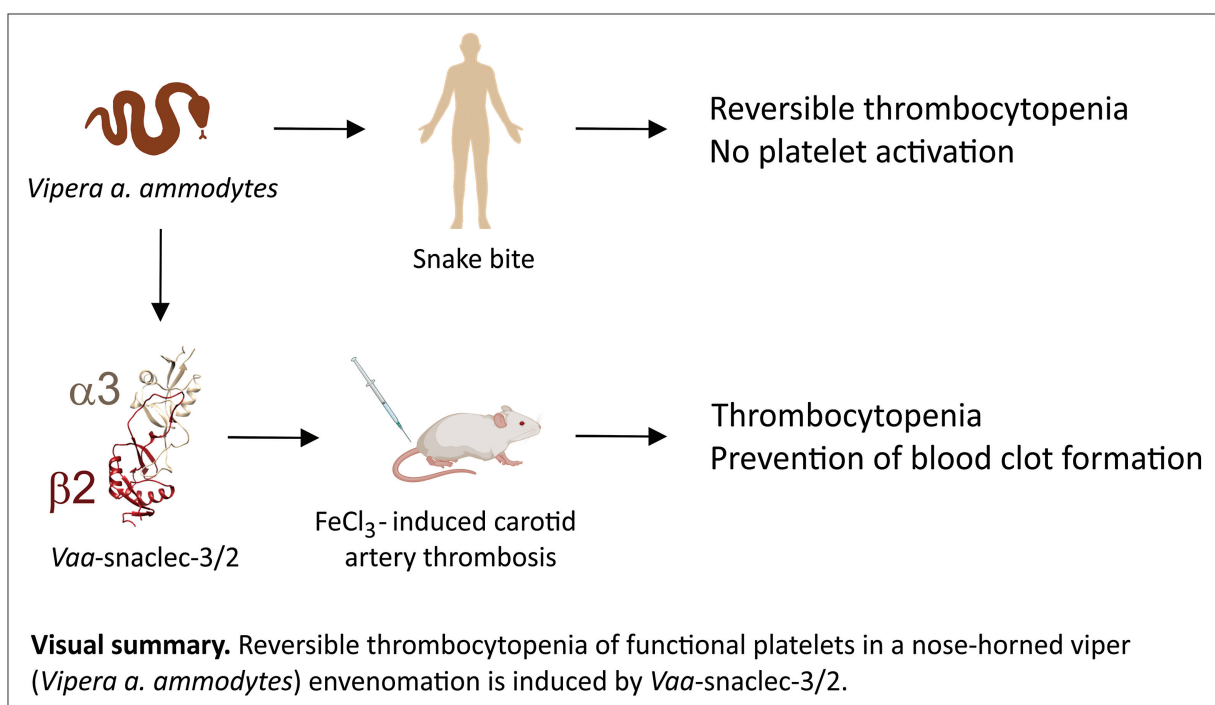 Vipera a. ammodytes
Snake bite
Reversible thrombocytopenia
No platelet activation
α3
β2
Vaa-snaclec-3/2
FeCl₃- induced carotid
artery thrombosis
Thrombocytopenia
Prevention of blood clot formation
Visual summary. Reversible thrombocytopenia of functional platelets in a nose-horned viper
(Vipera a. ammodytes) envenomation is induced by Vaa-snaclec-3/2.